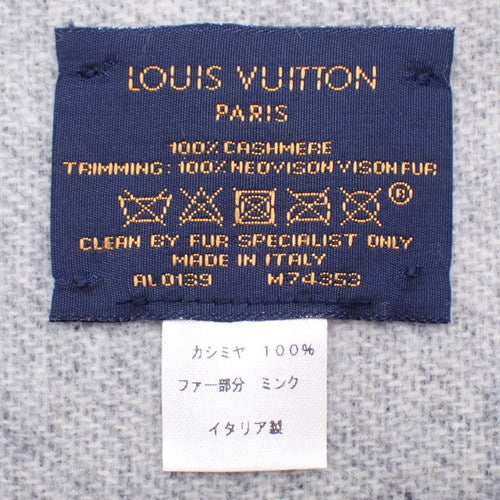 LOUIS VUITTON
PARIS
100% CASHMERE
TRIMMING: 100% NEOVISON VISON FUR
®
CLEAN BY FUR SPECIALIST ONLY
MADE IN ITALY
AL0139 M74353
カシミヤ 100%
ファー部分 ミンク
イタリア製